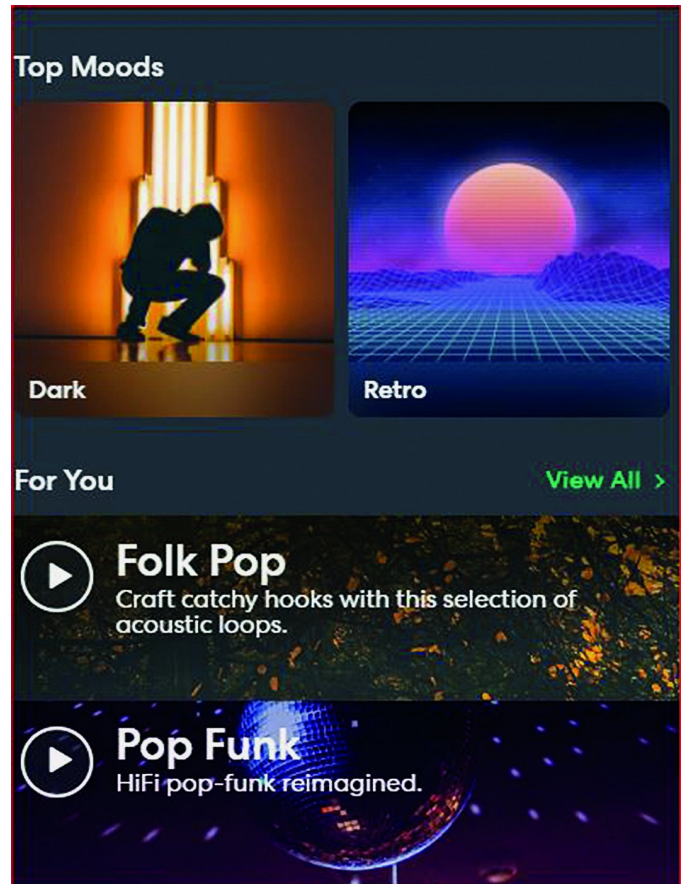 Top Moods
Dark
Retro
For You
View All >
Folk Pop
Craft catchy hooks with this selection of
acoustic loops.
Pop Funk
HiFi pop-funk reimagined.